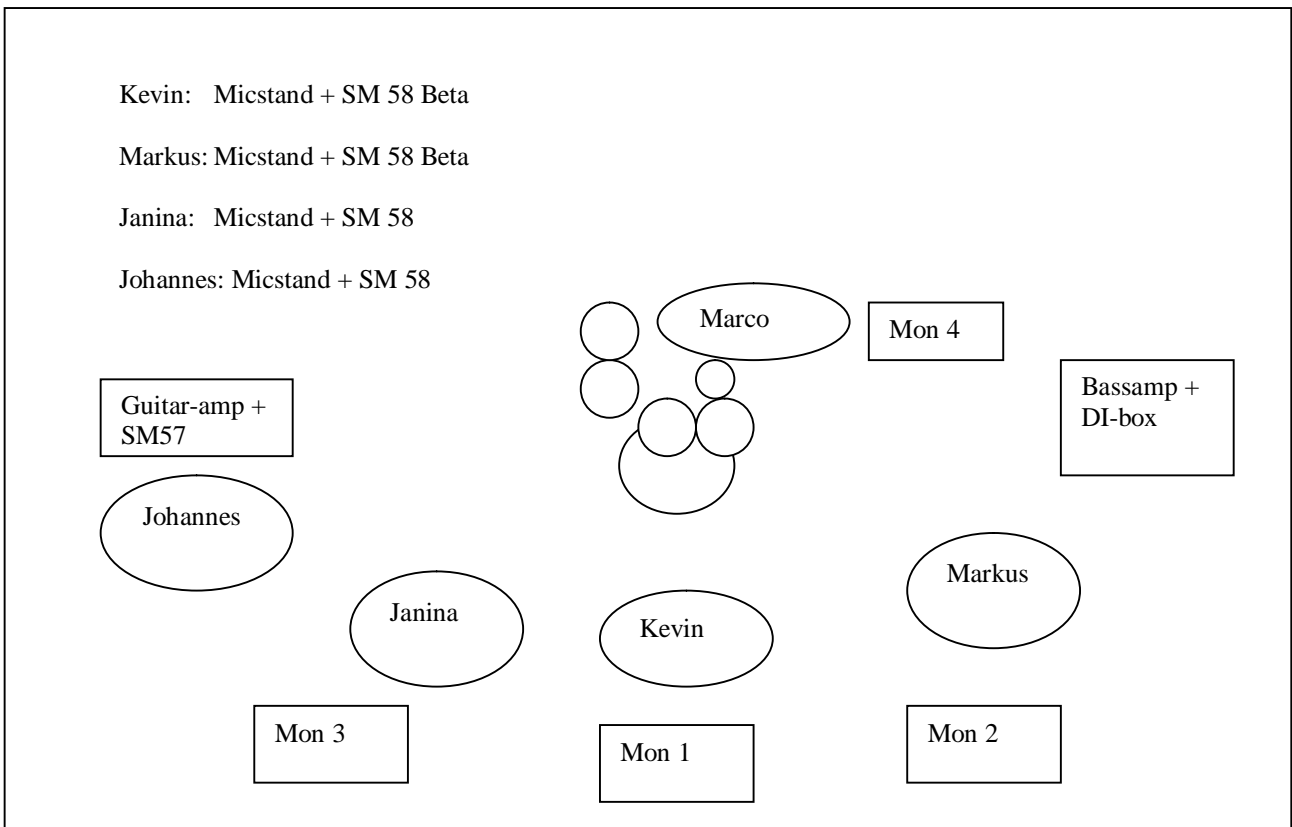 Kevin: Micstand + SM 58 Beta
Markus: Micstand + SM 58 Beta
Janina: Micstand + SM 58
Johannes: Micstand + SM 58
Marco
Mon 4
Guitar-amp +
SM57
Bassamp +
DI-box
Johannes
Janina
Kevin
Markus
Mon 3
Mon 1
Mon 2